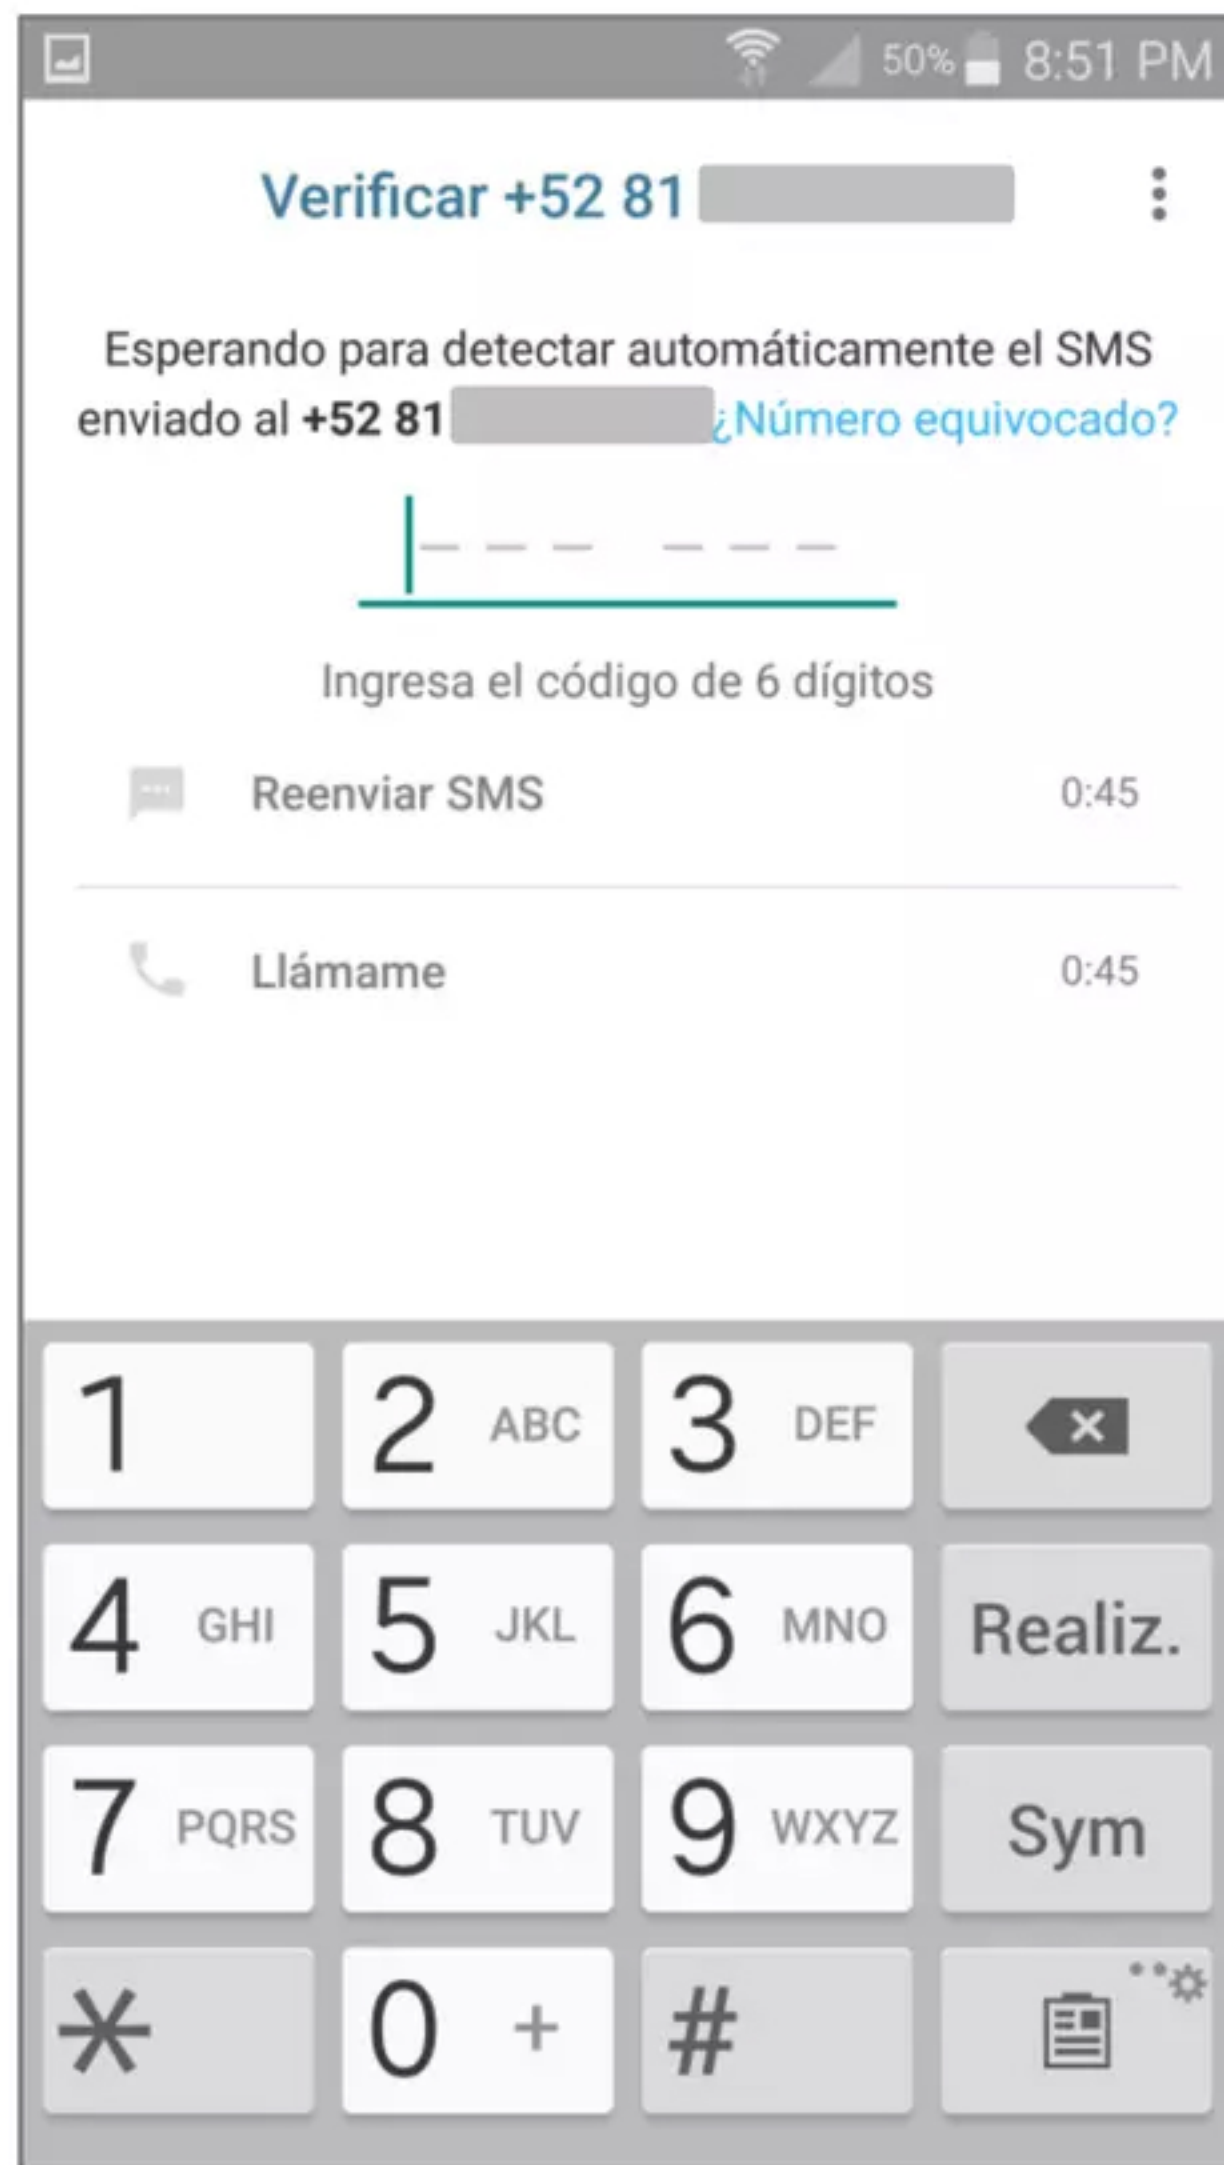 50% 8:51 PM
Verificar +52 81
Esperando para detectar automáticamente el SMS
enviado al +52 81 ¿Número equivocado?
Ingresa el código de 6 dígitos
Reenviar SMS 0:45
Llámame 0:45
1 2 ABC 3 DEF
4 GHI 5 JKL 6 MNO Realiz.
7 PQRS 8 TUV 9 WXYZ Sym
* 0 + #